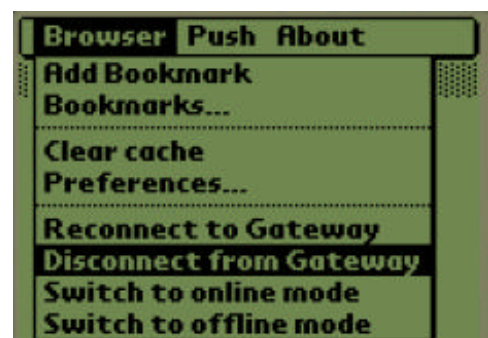 Browser Push About
Add Bookmark
Bookmarks...
Clear cache
Preferences...
Reconnect to Gateway
Disconnect from Gateway
Switch to online mode
Switch to offline mode